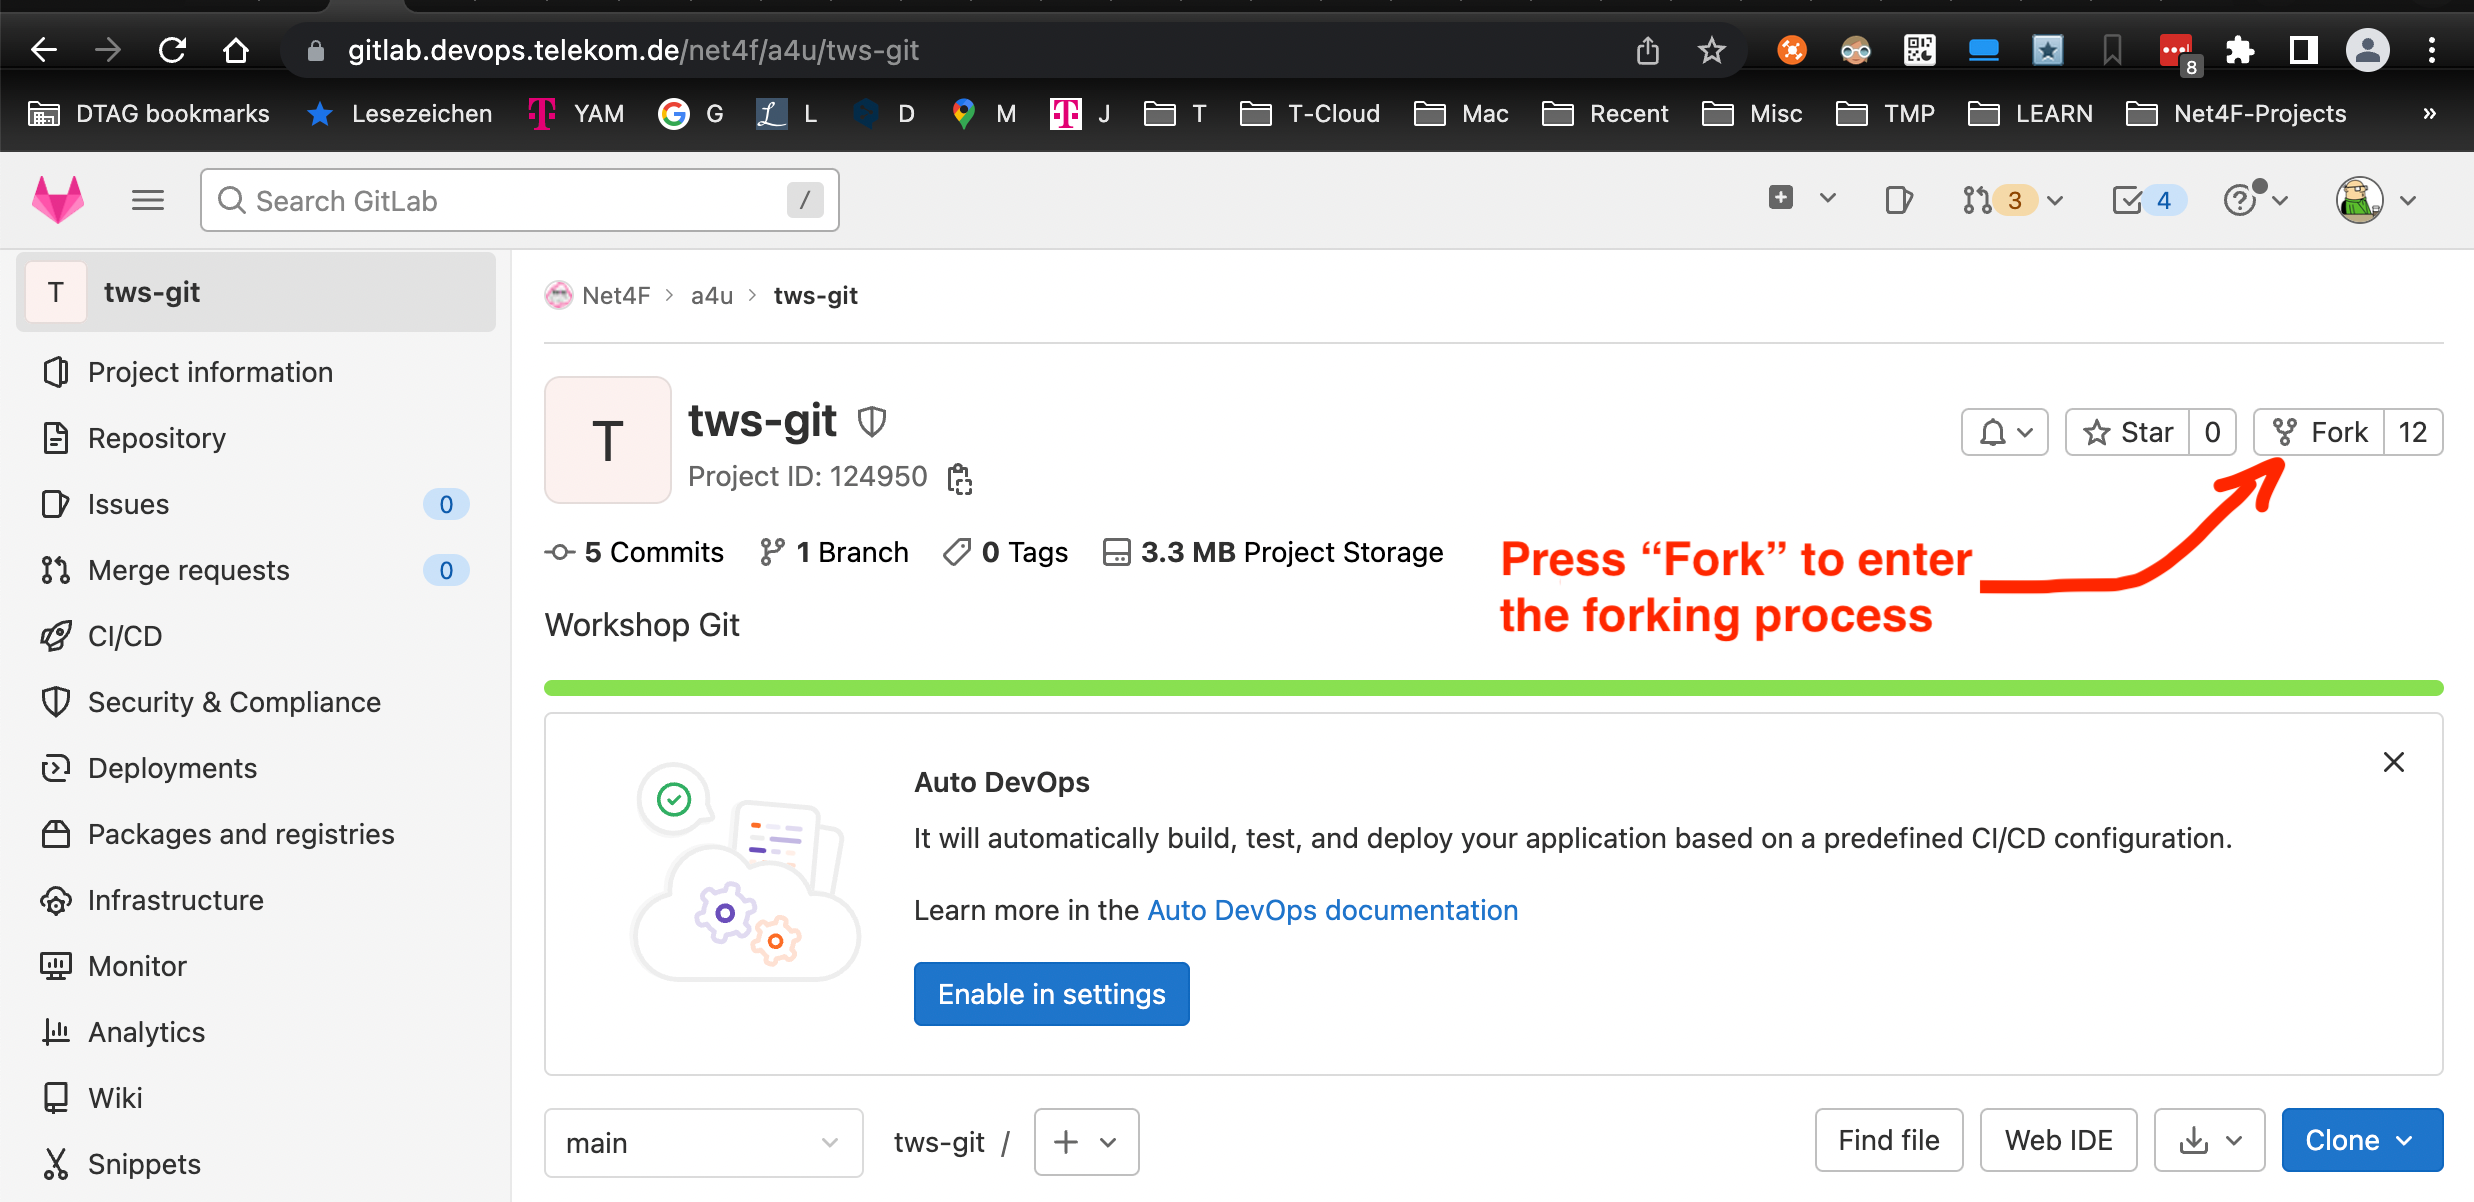 gitlab.devops.telekom.de/net4f/a4u/tws-git
8
DTAG bookmarks Lesezeichen YAM G L D M J T T-Cloud Mac Recent Misc TMP LEARN Net4F-Projects »
Search GitLab /
3 4
T tws-git
Project information
Repository
Issues 0
Merge requests 0
CI/CD
Security & Compliance
Deployments
Packages and registries
Infrastructure
Monitor
Analytics
Wiki
Snippets
Net4F > a4u > tws-git
T
tws-git
Project ID: 124950
Star 0 Fork 12
5 Commits 1 Branch 0 Tags 3.3 MB Project Storage
Press “Fork” to enter
the forking process
Workshop Git
Auto DevOps
It will automatically build, test, and deploy your application based on a predefined CI/CD configuration.
Learn more in the Auto DevOps documentation
Enable in settings
main tws-git / + Find file Web IDE Clone